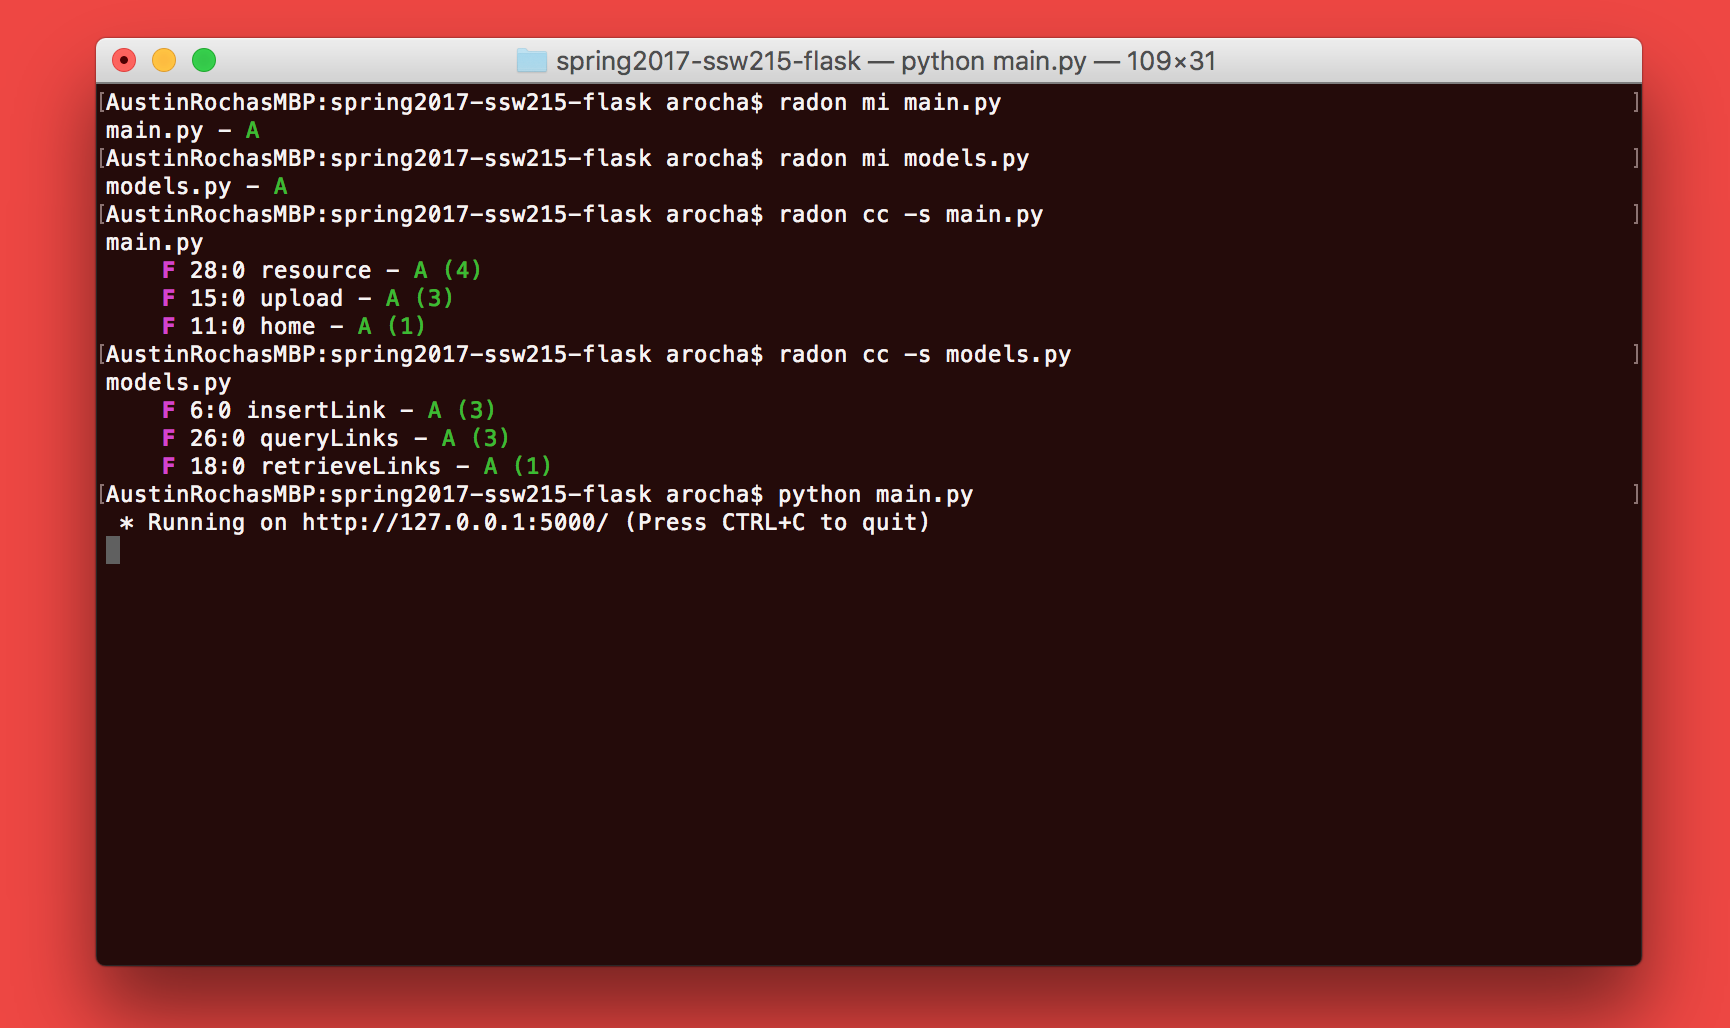 spring2017-ssw215-flask — python main.py — 109×31
[AustinRochasMBP:spring2017-ssw215-flask arocha$ radon mi main.py ]
main.py - A
[AustinRochasMBP:spring2017-ssw215-flask arocha$ radon mi models.py ]
models.py - A
[AustinRochasMBP:spring2017-ssw215-flask arocha$ radon cc -s main.py ]
main.py
    F 28:0 resource - A (4)
    F 15:0 upload - A (3)
    F 11:0 home - A (1)
[AustinRochasMBP:spring2017-ssw215-flask arocha$ radon cc -s models.py ]
models.py
    F 6:0 insertLink - A (3)
    F 26:0 queryLinks - A (3)
    F 18:0 retrieveLinks - A (1)
[AustinRochasMBP:spring2017-ssw215-flask arocha$ python main.py ]
 * Running on http://127.0.0.1:5000/ (Press CTRL+C to quit)